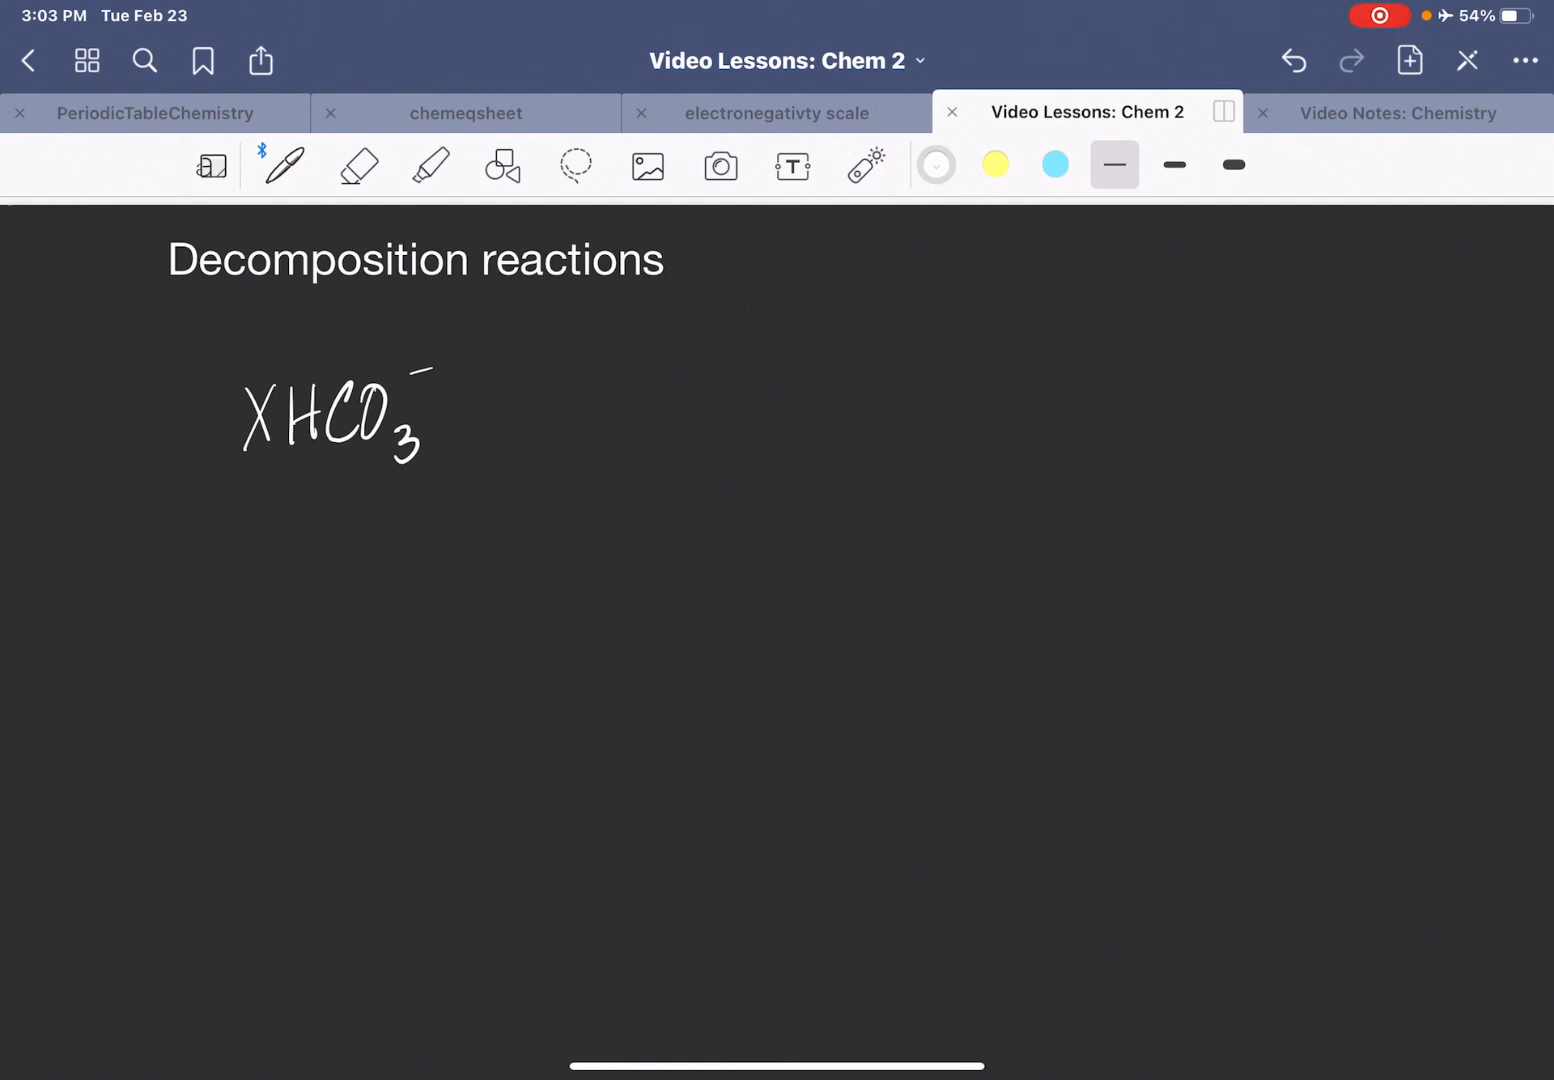 3:03 PM Tue Feb 23 54%
Video Lessons: Chem 2
PeriodicTableChemistry chemeqsheet electronegativty scale Video Lessons: Chem 2 Video Notes: Chemistry
Decomposition reactions
XHCO₃⁻